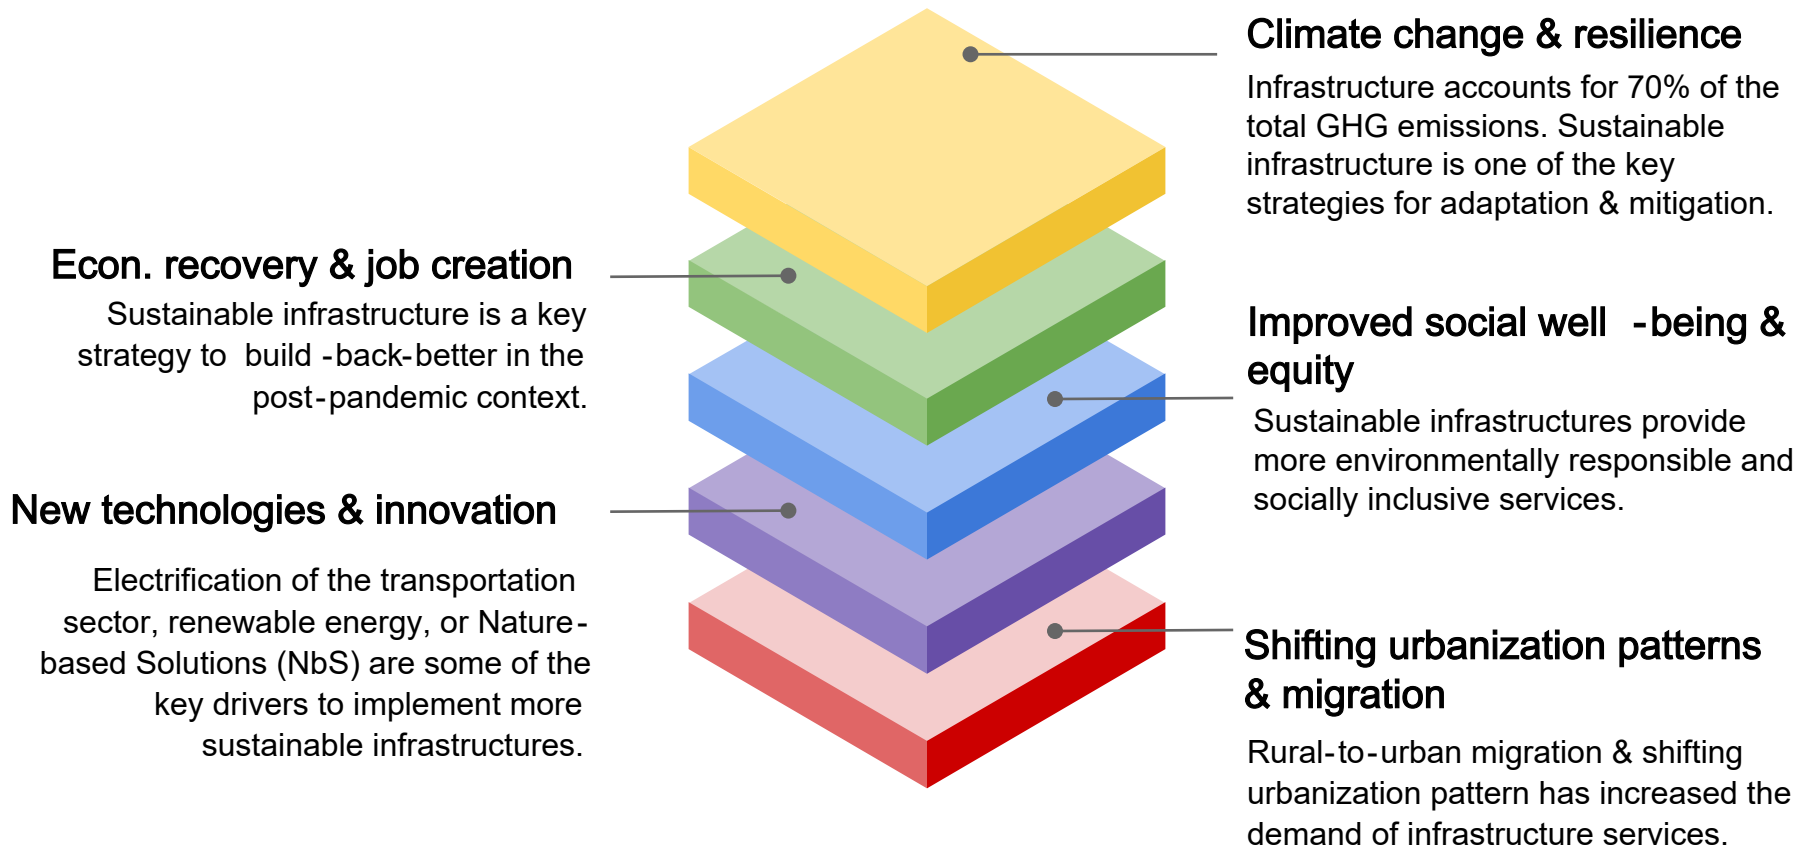 Climate change & resilience
Infrastructure accounts for 70% of the
total GHG emissions. Sustainable
infrastructure is one of the key
strategies for adaptation & mitigation.
Econ. recovery & job creation
Sustainable infrastructure is a key
strategy to build -back-better in the
post-pandemic context.
Improved social well -being &
equity
Sustainable infrastructures provide
more environmentally responsible and
socially inclusive services.
New technologies & innovation
Electrification of the transportation
sector, renewable energy, or Nature-
based Solutions (NbS) are some of the
key drivers to implement more
sustainable infrastructures.
Shifting urbanization patterns
& migration
Rural-to-urban migration & shifting
urbanization pattern has increased the
demand of infrastructure services.